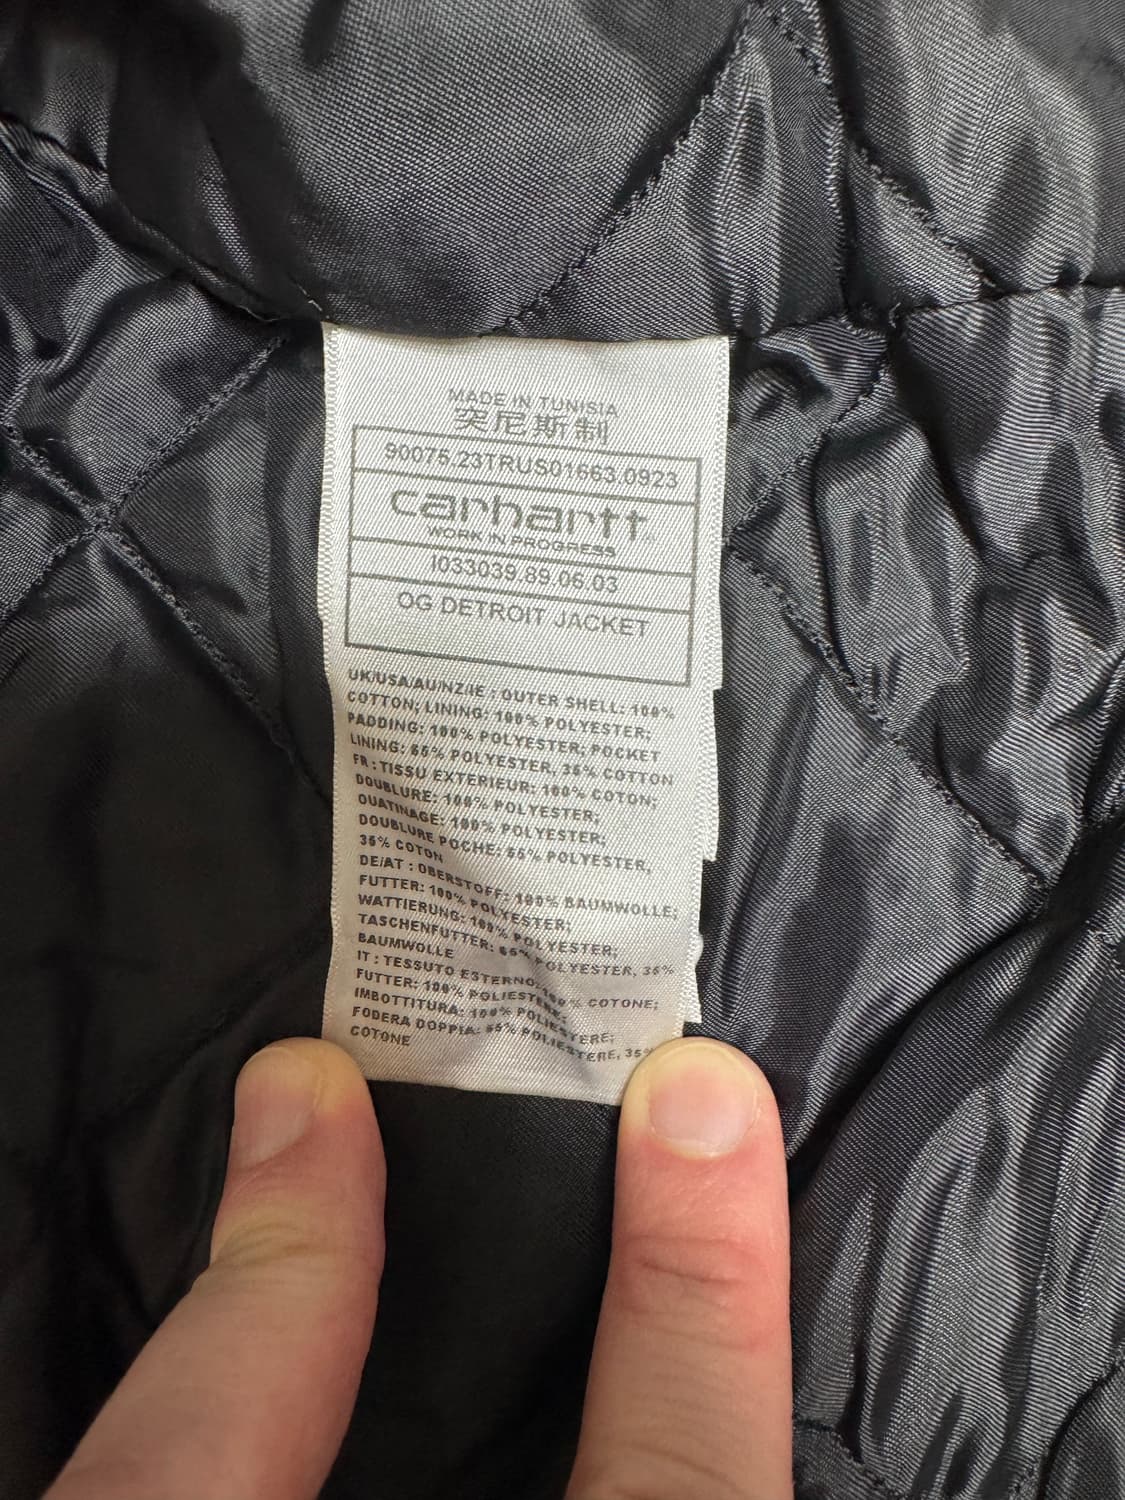 MADE IN TUNISIA
突尼斯制
90075.23TRUS01663.0923
carhartt
WORK IN PROGRESS
I033039.89.06.03
OG DETROIT JACKET
UK/USA/AU/NZ/IE : OUTER SHELL: 100%
COTTON; LINING: 100% POLYESTER;
PADDING: 100% POLYESTER; POCKET
LINING: 65% POLYESTER, 35% COTTON
FR : TISSU EXTERIEUR: 100% COTON;
DOUBLURE: 100% POLYESTER;
OUATINAGE: 100% POLYESTER;
DOUBLURE POCHE: 65% POLYESTER,
35% COTON
DE/AT : OBERSTOFF: 100% BAUMWOLLE;
FUTTER: 100% POLYESTER;
WATTIERUNG: 100% POLYESTER;
TASCHENFUTTER: 65% POLYESTER, 35%
BAUMWOLLE
IT : TESSUTO ESTERNO: 100% COTONE;
FUTTER: 100% POLIESTERE;
IMBOTTITURA: 100% POLIESTERE;
FODERA DOPPIA: 65% POLIESTERE, 35%
COTONE